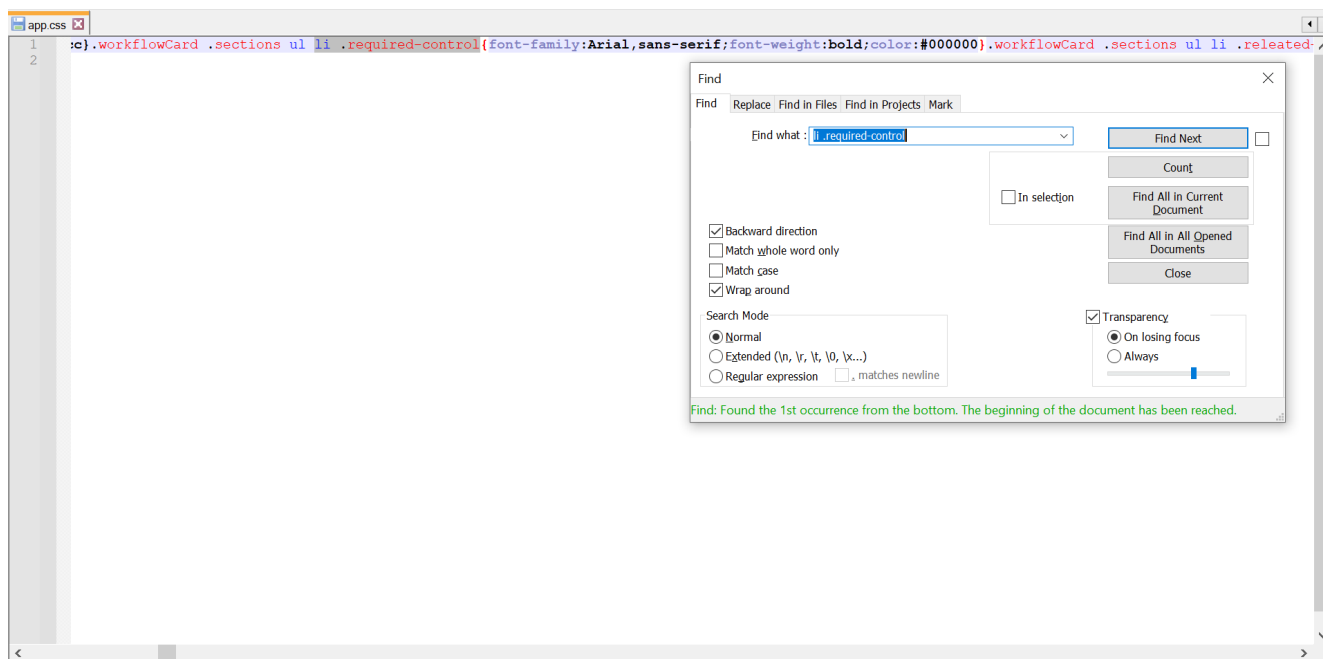 app.css
1 :c}.workflowCard .sections ul li .required-control{font-family:Arial,sans-serif;font-weight:bold;color:#000000}.workflowCard .sections ul li .releated-
2
Find
Find Replace Find in Files Find in Projects Mark
Find what : li .required-control
Find Next
Count
In selection
Find All in Current
Document
Find All in All Opened
Documents
Close
Backward direction
Match whole word only
Match case
Wrap around
Search Mode
Normal
Extended (\n, \r, \t, \0, \x...)
Regular expression . matches newline
Transparency
On losing focus
Always
Find: Found the 1st occurrence from the bottom. The beginning of the document has been reached.